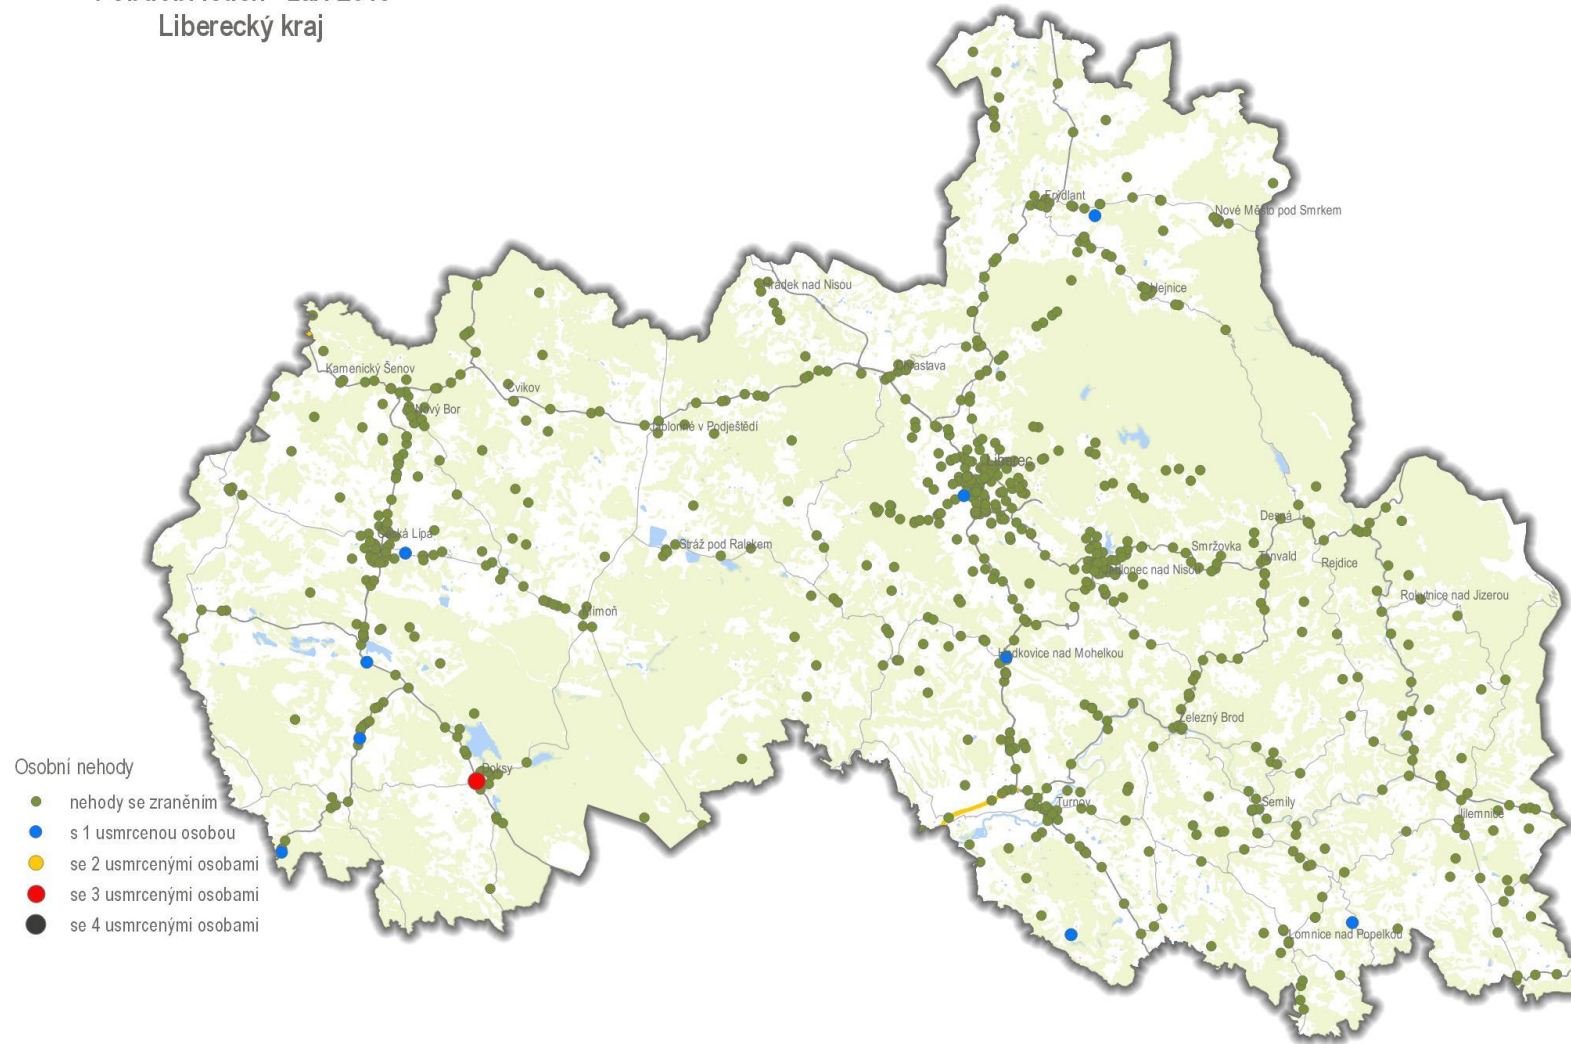 Liberecký kraj
Frýdlant
Nové Město pod Smrkem
Hrádek nad Nisou
Hejnice
Kamenický Šenov
Chrastava
Cvikov
Nový Bor
Jablonné v Podještědí
Liberec
Desná
Česká Lípa
Stráž pod Ralskem
Smržovka
Tanvald
Jablonec nad Nisou
Rejdice
Rokytnice nad Jizerou
Mimoň
Hodkovice nad Mohelkou
Železný Brod
Osobní nehody
Doksy
nehody se zraněním
Turnov
Semily
Jilemnice
s 1 usmrcenou osobou
se 2 usmrcenými osobami
se 3 usmrcenými osobami
se 4 usmrcenými osobami
Lomnice nad Popelkou